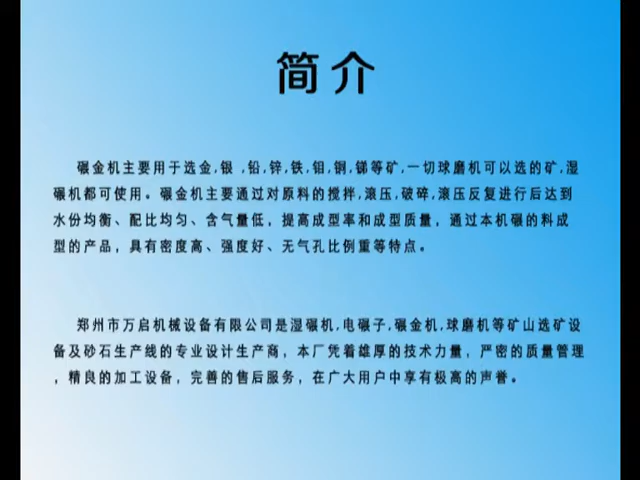 简介
碾金机主要用于选金,银 ,铅,锌,铁,钼,铜,锑等矿,一切球磨机可以选的矿,湿
碾机都可使用。碾金机主要通过对原料的搅拌,滚压,破碎,滚压反复进行后达到
水份均衡、配比均匀、含气量低，提高成型率和成型质量，通过本机碾的料成
型的产品，具有密度高、强度好、无气孔比例重等特点。
郑州市万启机械设备有限公司是湿碾机,电碾子,碾金机,球磨机等矿山选矿设
备及砂石生产线的专业设计生产商，本厂凭着雄厚的技术力量，严密的质量管理
，精良的加工设备，完善的售后服务，在广大用户中享有极高的声誉。